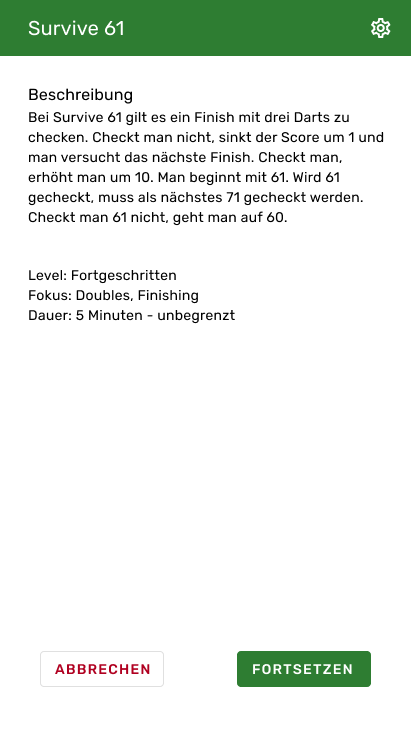 Survive 61
Beschreibung
Bei Survive 61 gilt es ein Finish mit drei Darts zu
checken. Checkt man nicht, sinkt der Score um 1 und
man versucht das nächste Finish. Checkt man,
erhöht man um 10. Man beginnt mit 61. Wird 61
gecheckt, muss als nächstes 71 gecheckt werden.
Checkt man 61 nicht, geht man auf 60.
Level: Fortgeschritten
Fokus: Doubles, Finishing
Dauer: 5 Minuten - unbegrenzt
ABBRECHEN
FORTSETZEN